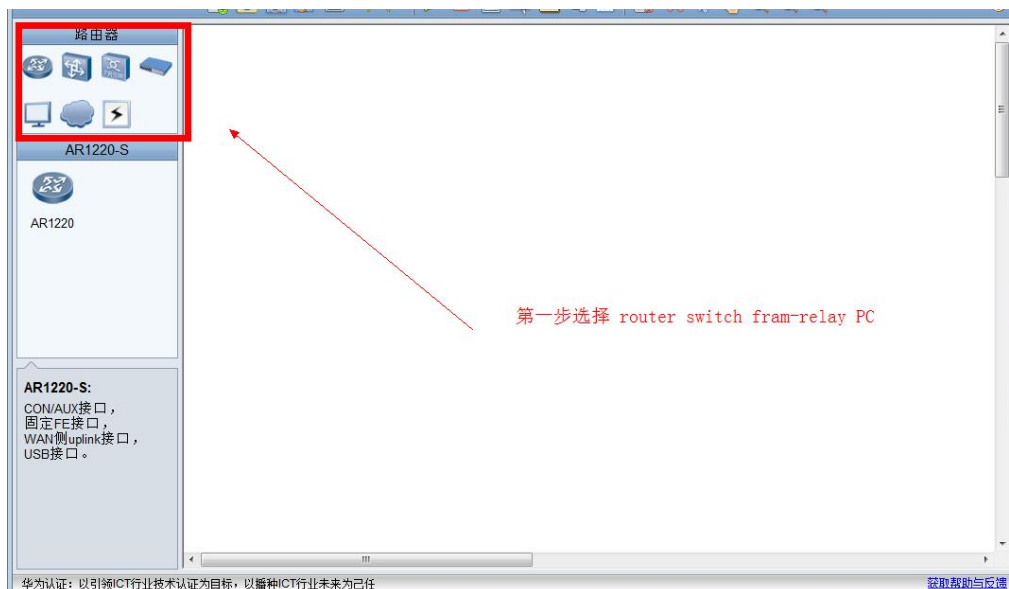 路由器
AR1220-S
AR1220
第一步选择 router switch fram-relay PC
AR1220-S:
CON/AUX接口，
固定FE接口，
WAN侧uplink接口，
USB接口。
华为认证：以引领ICT行业技术认证为目标，以播种ICT行业未来为己任
获取帮助与反馈